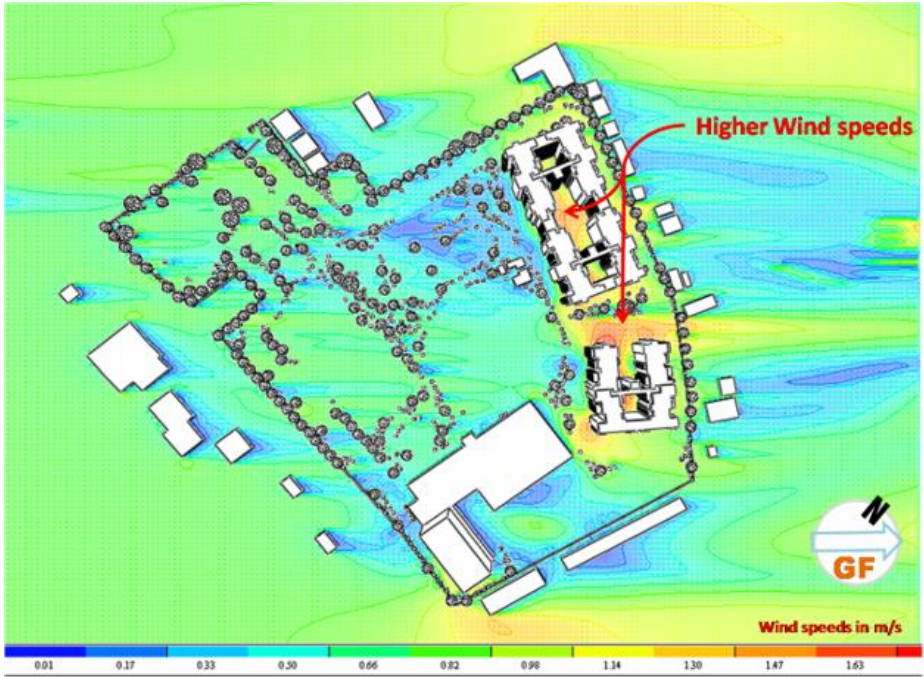 Higher Wind speeds
N
GF
Wind speeds in m/s
0.01 0.17 0.33 0.50 0.66 0.82 0.98 1.14 1.30 1.47 1.63